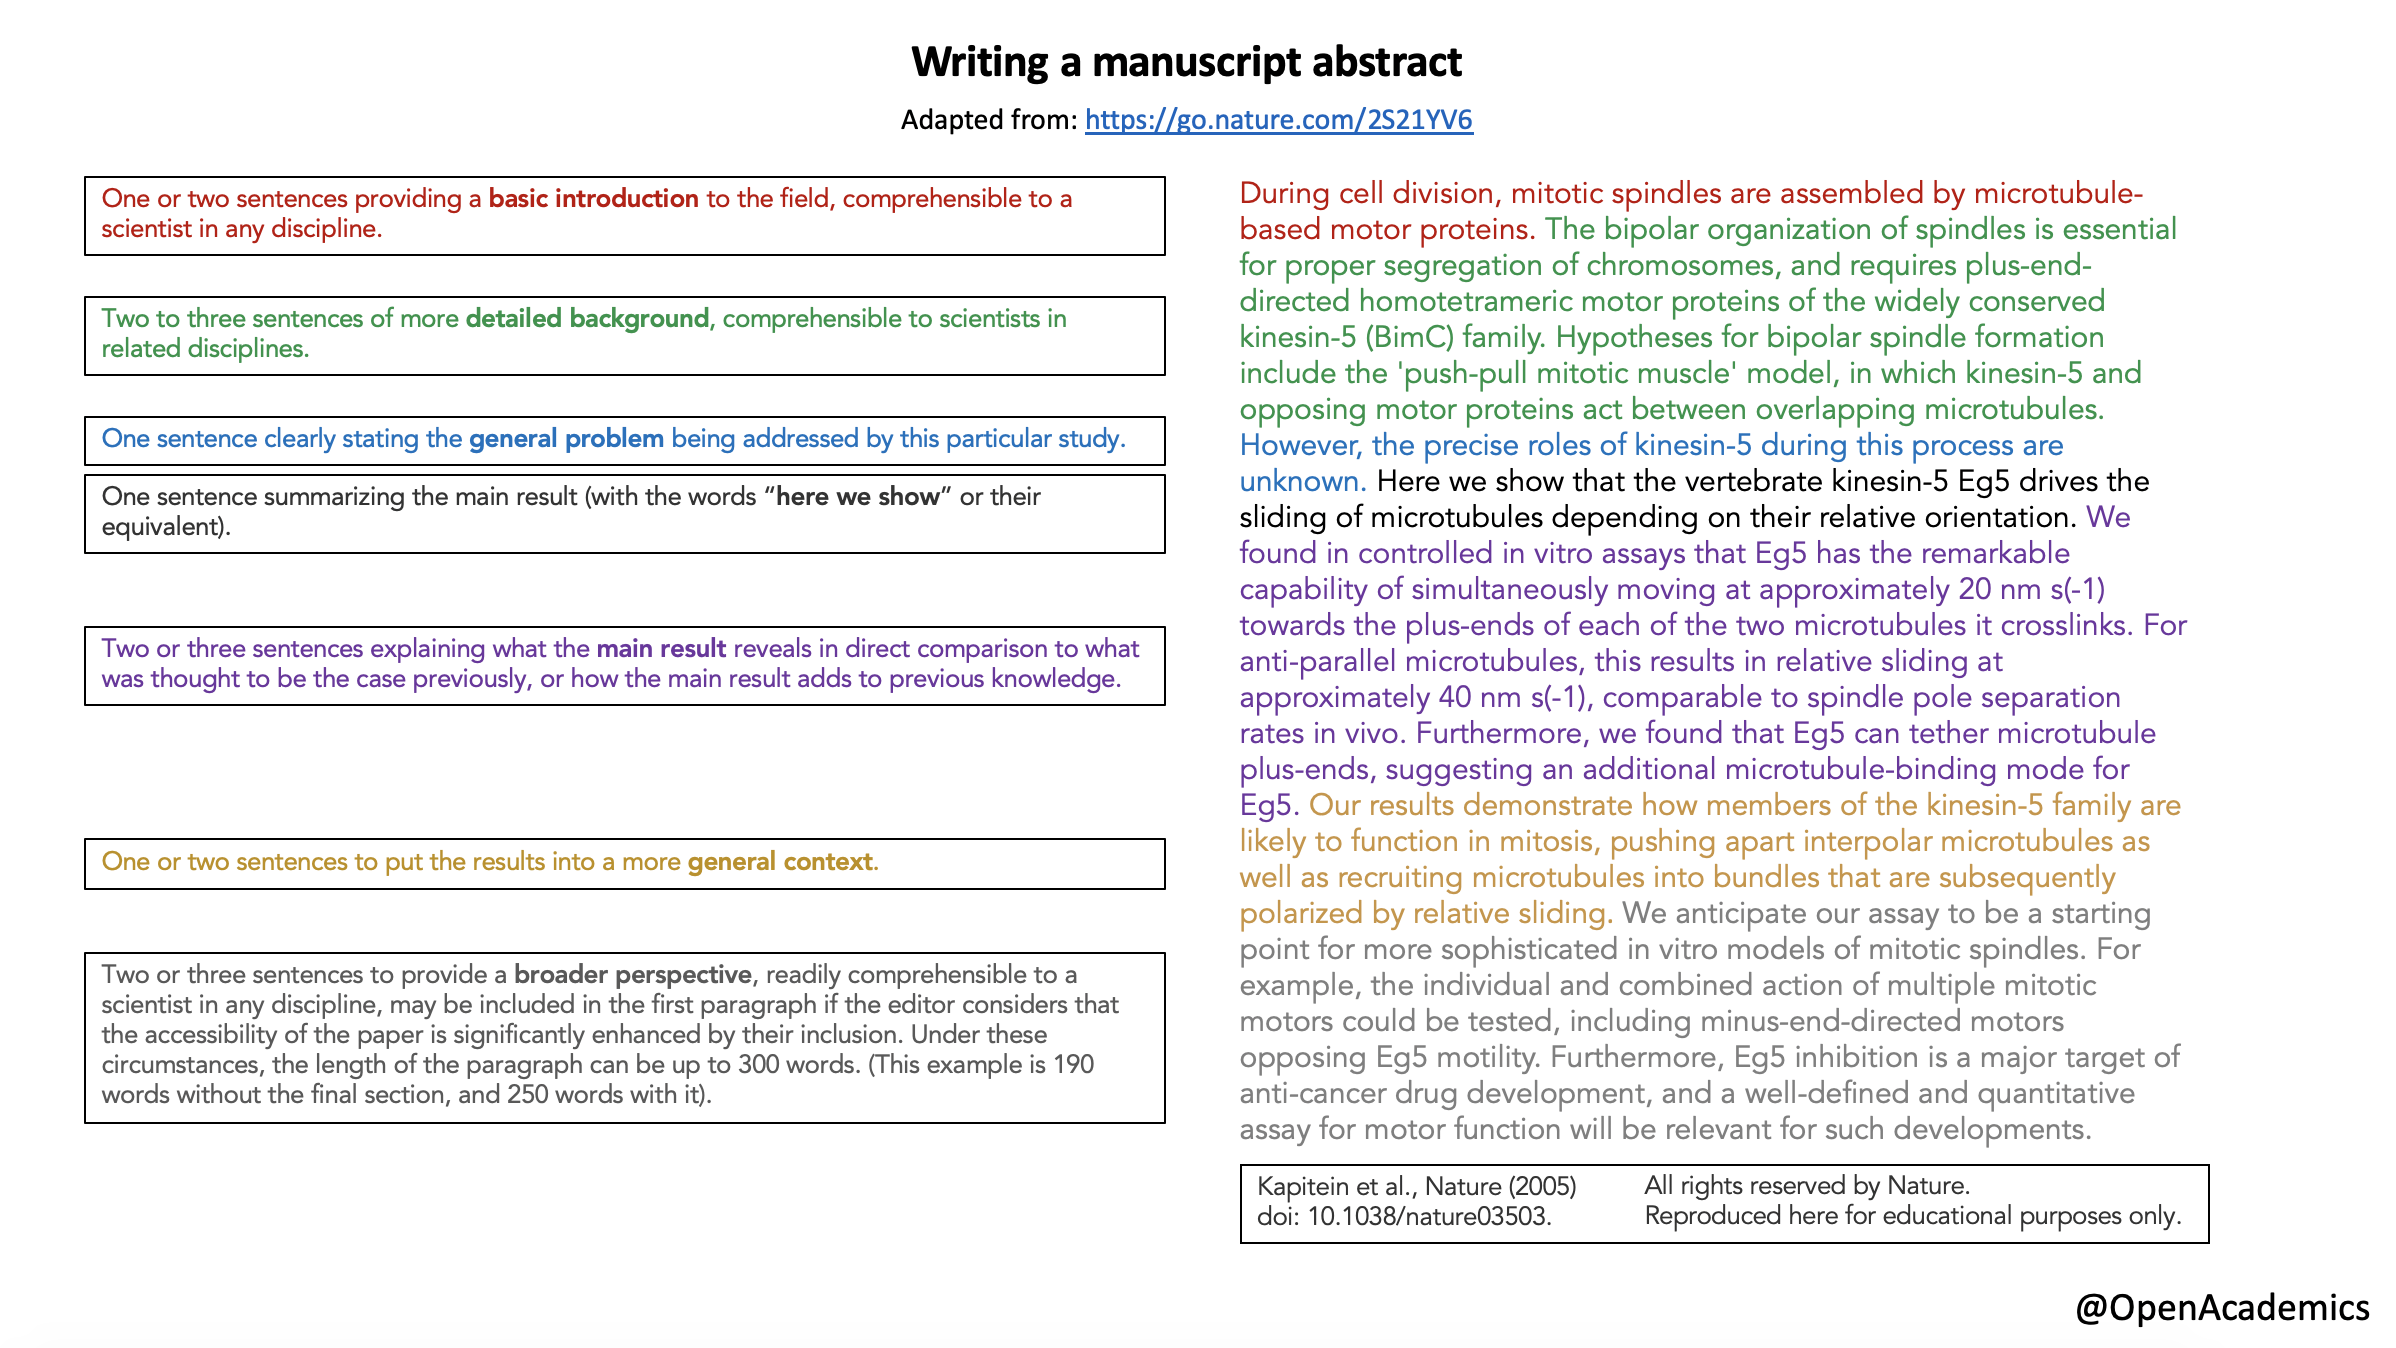 Writing a manuscript abstract
Adapted from: https://go.nature.com/2S21YV6
One or two sentences providing a basic introduction to the field, comprehensible to a
scientist in any discipline.
Two to three sentences of more detailed background, comprehensible to scientists in
related disciplines.
One sentence clearly stating the general problem being addressed by this particular study.
One sentence summarizing the main result (with the words “here we show” or their
equivalent).
Two or three sentences explaining what the main result reveals in direct comparison to what
was thought to be the case previously, or how the main result adds to previous knowledge.
One or two sentences to put the results into a more general context.
Two or three sentences to provide a broader perspective, readily comprehensible to a
scientist in any discipline, may be included in the first paragraph if the editor considers that
the accessibility of the paper is significantly enhanced by their inclusion. Under these
circumstances, the length of the paragraph can be up to 300 words. (This example is 190
words without the final section, and 250 words with it).
During cell division, mitotic spindles are assembled by microtubule-
based motor proteins. The bipolar organization of spindles is essential
for proper segregation of chromosomes, and requires plus-end-
directed homotetrameric motor proteins of the widely conserved
kinesin-5 (BimC) family. Hypotheses for bipolar spindle formation
include the 'push-pull mitotic muscle' model, in which kinesin-5 and
opposing motor proteins act between overlapping microtubules.
However, the precise roles of kinesin-5 during this process are
unknown. Here we show that the vertebrate kinesin-5 Eg5 drives the
sliding of microtubules depending on their relative orientation. We
found in controlled in vitro assays that Eg5 has the remarkable
capability of simultaneously moving at approximately 20 nm s(-1)
towards the plus-ends of each of the two microtubules it crosslinks. For
anti-parallel microtubules, this results in relative sliding at
approximately 40 nm s(-1), comparable to spindle pole separation
rates in vivo. Furthermore, we found that Eg5 can tether microtubule
plus-ends, suggesting an additional microtubule-binding mode for
Eg5. Our results demonstrate how members of the kinesin-5 family are
likely to function in mitosis, pushing apart interpolar microtubules as
well as recruiting microtubules into bundles that are subsequently
polarized by relative sliding. We anticipate our assay to be a starting
point for more sophisticated in vitro models of mitotic spindles. For
example, the individual and combined action of multiple mitotic
motors could be tested, including minus-end-directed motors
opposing Eg5 motility. Furthermore, Eg5 inhibition is a major target of
anti-cancer drug development, and a well-defined and quantitative
assay for motor function will be relevant for such developments.
Kapitein et al., Nature (2005)
doi: 10.1038/nature03503.
All rights reserved by Nature.
Reproduced here for educational purposes only.
@OpenAcademics